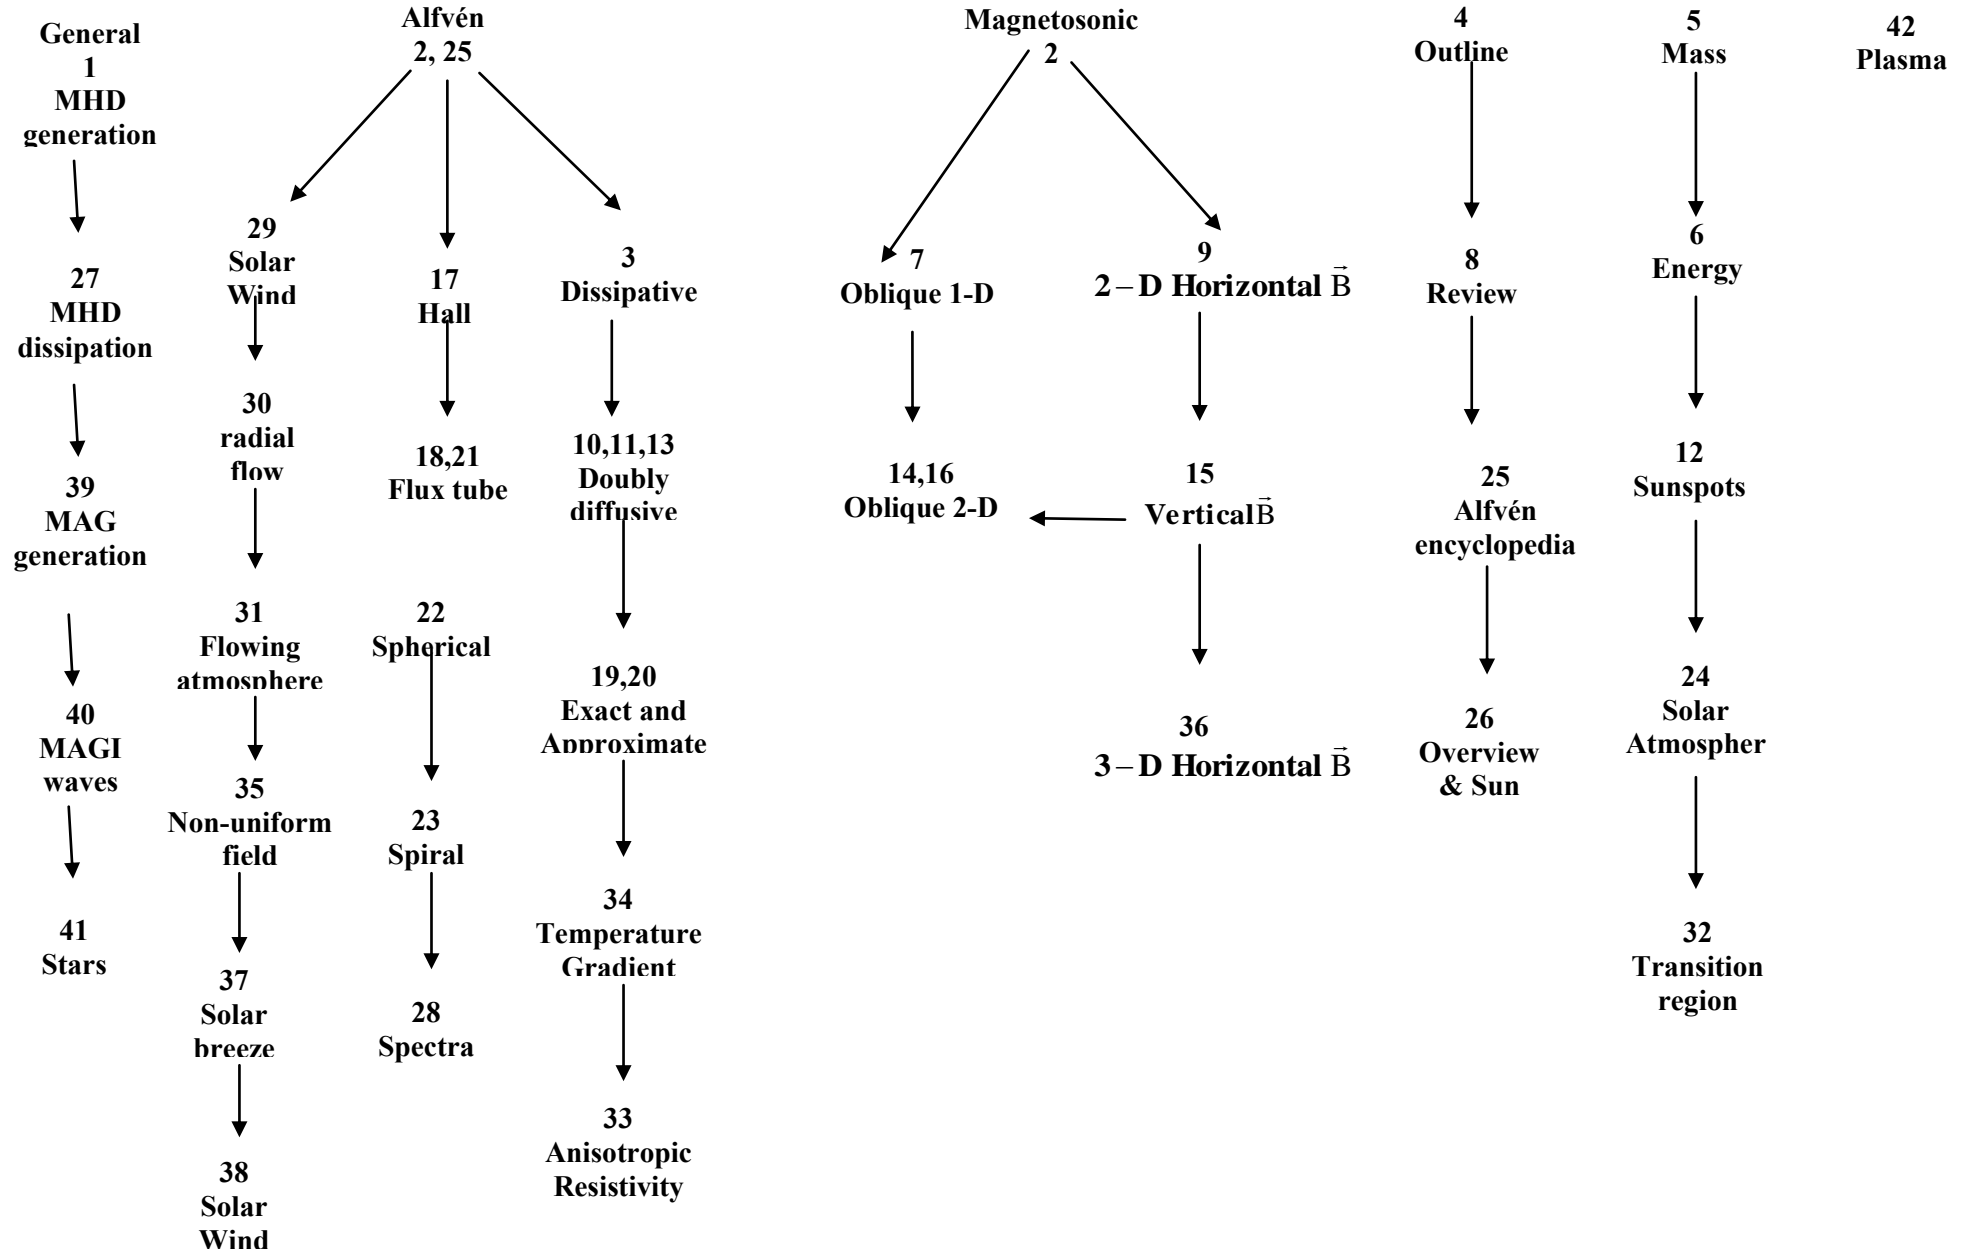 General
1
MHD
generation
27
MHD
dissipation
39
MAG
generation
40
MAGI
waves
41
Stars
Alfvén
2, 25
29
Solar
Wind
30
radial
flow
31
Flowing
atmosphere
35
Non-uniform
field
37
Solar
breeze
38
Solar
Wind
17
Hall
18,21
Flux tube
22
Spherical
23
Spiral
28
Spectra
3
Dissipative
10,11,13
Doubly
diffusive
19,20
Exact and
Approximate
34
Temperature
Gradient
33
Anisotropic
Resistivity
Magnetosonic
2
7
Oblique 1-D
14,16
Oblique 2-D
9
2–D Horizontal B⃗
15
Vertical B⃗
36
3–D Horizontal B⃗
4
Outline
8
Review
25
Alfvén
encyclopedia
26
Overview
& Sun
5
Mass
6
Energy
12
Sunspots
24
Solar
Atmospher
32
Transition
region
42
Plasma